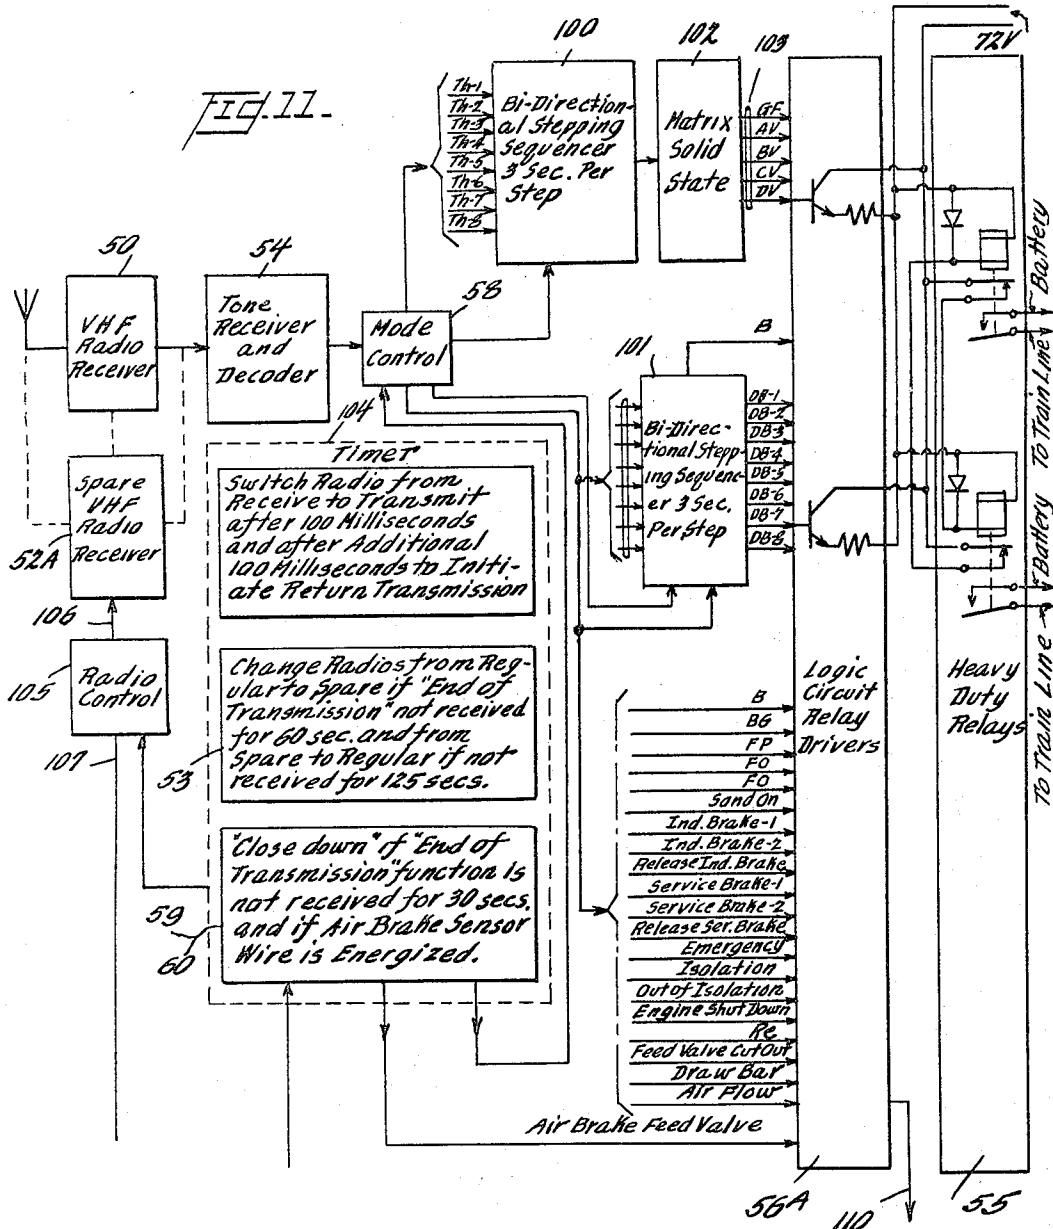 Fig. 11.
100
102
103
72V
Th-1
Th-2
Th-3
Th-4
Th-5
Th-6
Th-7
Th-8
Bi-Direction-
al Stepping
Sequencer
3 Sec. Per
Step
Matrix
Solid
State
GF
AV
BV
CV
DV
50
VHF
Radio
Receiver
54
Tone
Receiver
and
Decoder
58
Mode
Control
B
101
Bi-Direc-
tional Stepp-
ing Sequenc-
er 3 Sec.
Per Step
DB-1
DB-2
DB-3
DB-4
DB-5
DB-6
DB-7
DB-8
Spare
VHF
Radio
Receiver
52A
106
105
Radio
Control
107
104
Timer
Switch Radio from
Receive to Transmit
after 100 Milliseconds
and after Additional
100 Milliseconds to Initi-
ate Return Transmission
Change Radios from Reg-
ular to Spare if "End of
Transmission" not received
for 60 sec. and from
Spare to Regular if not
received for 125 secs.
53
"Close down" if "End of
Transmission" function is
not received for 30 secs.
and if Air Brake Sensor
Wire is Energized.
59
60
B
BG
FP
FO
FO
Sand On
Ind. Brake-1
Ind. Brake-2
Release Ind. Brake
Service Brake-1
Service Brake-2
Release Ser. Brake
Emergency
Isolation
Out of Isolation
Engine Shut Down
Re
Feed Valve Cut Out
Draw Bar
Air Flow
Air Brake Feed Valve
Logic
Circuit
Relay
Drivers
Heavy
Duty
Relays
Battery
To Train Line
Battery
To Train Line
56A
110
55